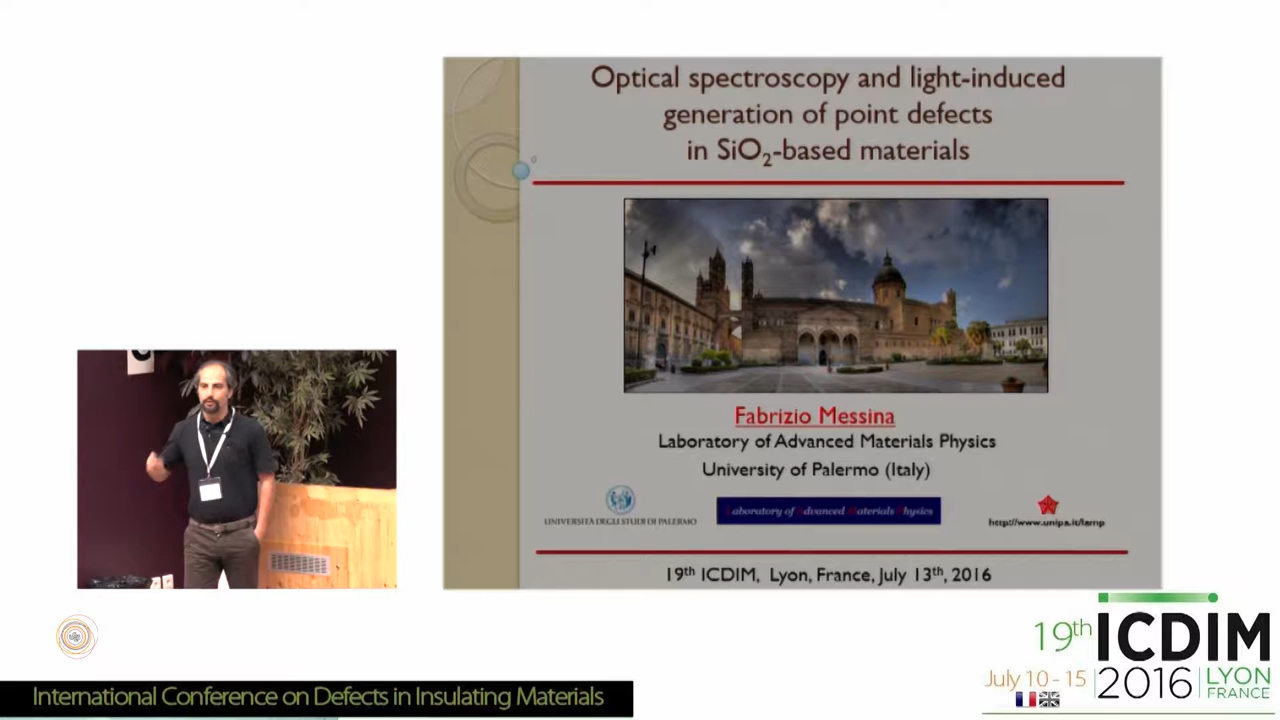 Optical spectroscopy and light-induced
generation of point defects
in SiO₂-based materials
Fabrizio Messina
Laboratory of Advanced Materials Physics
University of Palermo (Italy)
UNIVERSITÀ DEGLI STUDI DI PALERMO
Laboratory of Advanced Materials Physics
http://www.unipa.it/lamp
19th ICDIM, Lyon, France, July 13th, 2016
19th ICDIM
July 10 - 15 2016 LYON
FRANCE
International Conference on Defects in Insulating Materials